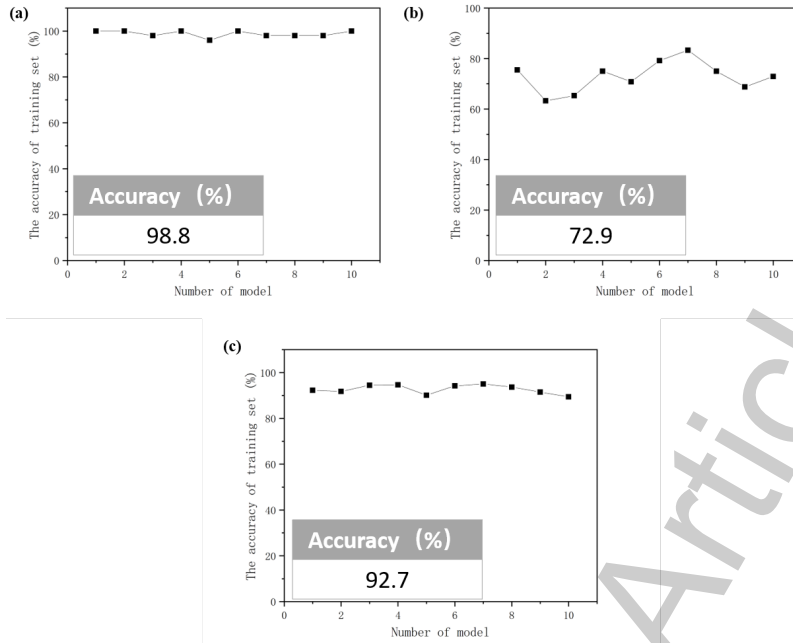 (a)
The accuracy of training set (%)
100
80
60
40
20
0
Accuracy (%)
98.8
0 2 4 6 8 10
Number of model
(b)
The accuracy of training set (%)
100
80
60
40
20
0
Accuracy (%)
72.9
0 2 4 6 8 10
Number of model
(c)
The accuracy of training set (%)
100
80
60
40
20
0
Accuracy (%)
92.7
0 2 4 6 8 10
Number of model